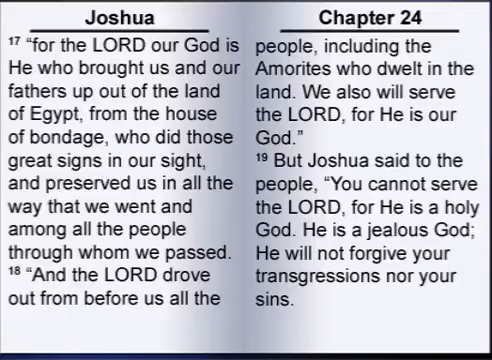 Joshua
17 “for the LORD our God is
He who brought us and our
fathers up out of the land
of Egypt, from the house
of bondage, who did those
great signs in our sight,
and preserved us in all the
way that we went and
among all the people
through whom we passed.
18 “And the LORD drove
out from before us all the
Chapter 24
people, including the
Amorites who dwelt in the
land. We also will serve
the LORD, for He is our
God.”
19 But Joshua said to the
people, “You cannot serve
the LORD, for He is a holy
God. He is a jealous God;
He will not forgive your
transgressions nor your
sins.